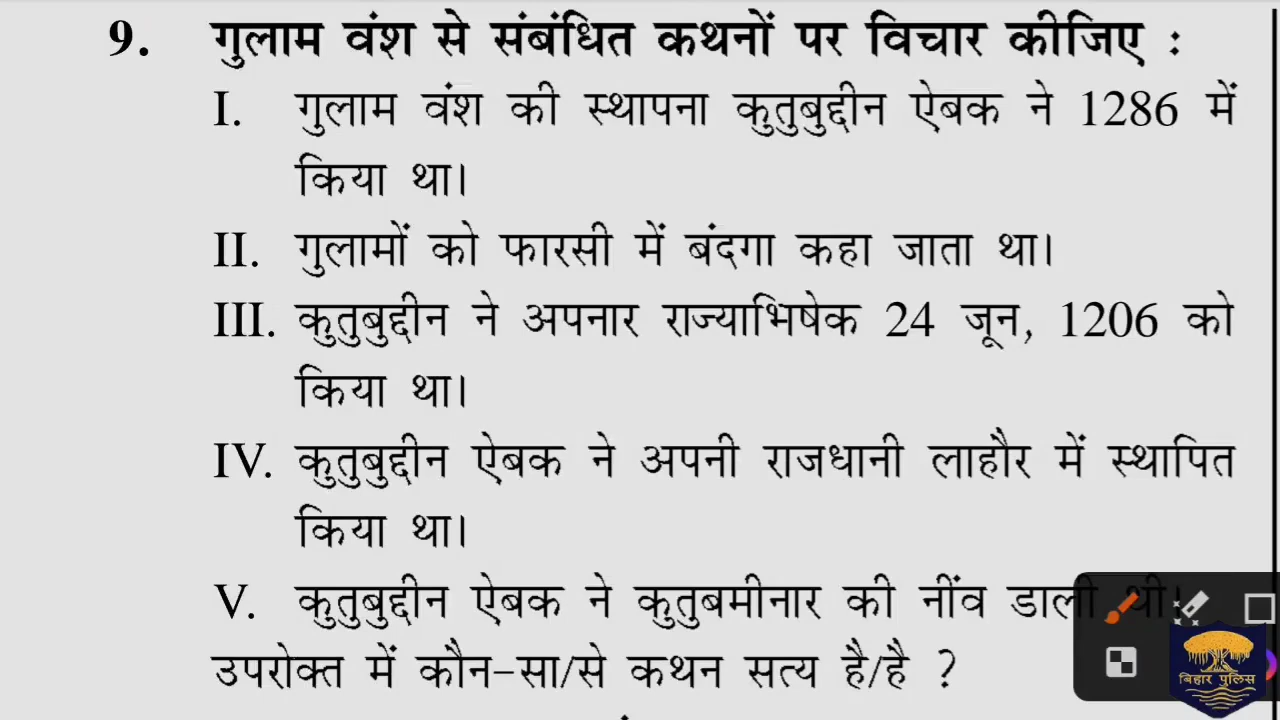 9. गुलाम वंश से संबंधित कथनों पर विचार कीजिए :
I. गुलाम वंश की स्थापना कुतुबुद्दीन ऐबक ने 1286 में
किया था।
II. गुलामों को फारसी में बंदगा कहा जाता था।
III. कुतुबुद्दीन ने अपनार राज्याभिषेक 24 जून, 1206 को
किया था।
IV. कुतुबुद्दीन ऐबक ने अपनी राजधानी लाहौर में स्थापित
किया था।
V. कुतुबुद्दीन ऐबक ने कुतुबमीनार की नींव डाली थी।
उपरोक्त में कौन-सा/से कथन सत्य है/है ?
बिहार पुलिस